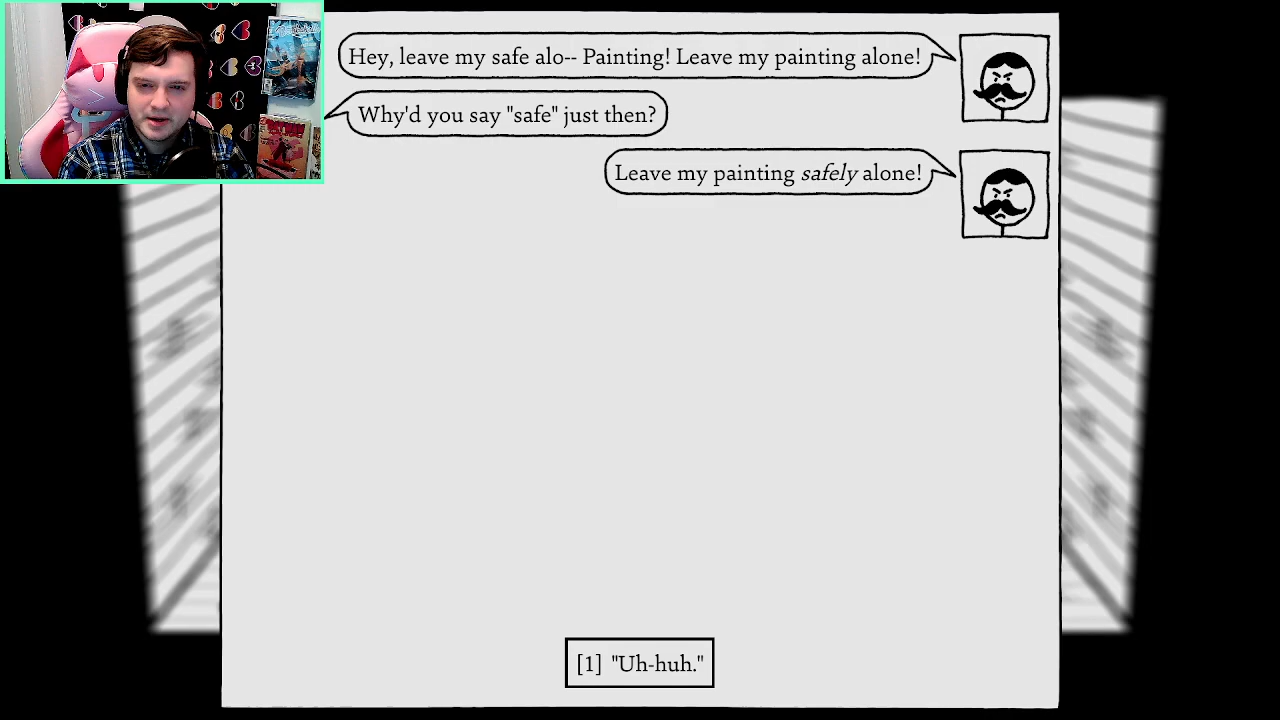 Hey, leave my safe alo-- Painting! Leave my painting alone!
Why'd you say "safe" just then?
Leave my painting safely alone!
[1] "Uh-huh."